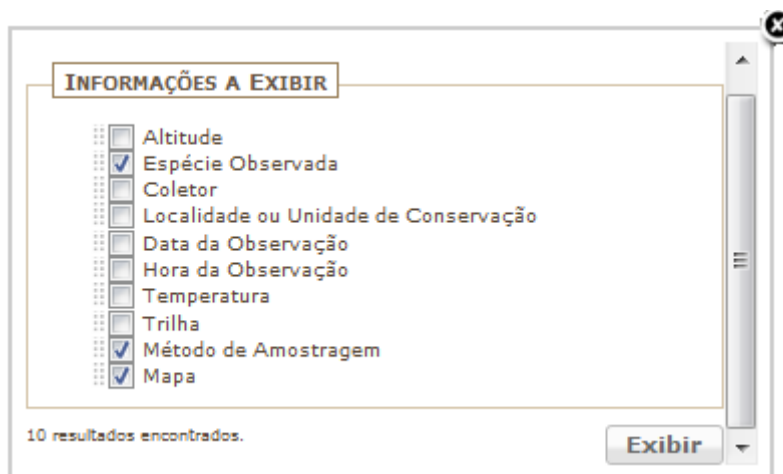 INFORMAÇÕES A EXIBIR
Altitude
Espécie Observada
Coletor
Localidade ou Unidade de Conservação
Data da Observação
Hora da Observação
Temperatura
Trilha
Método de Amostragem
Mapa
10 resultados encontrados.
Exibir